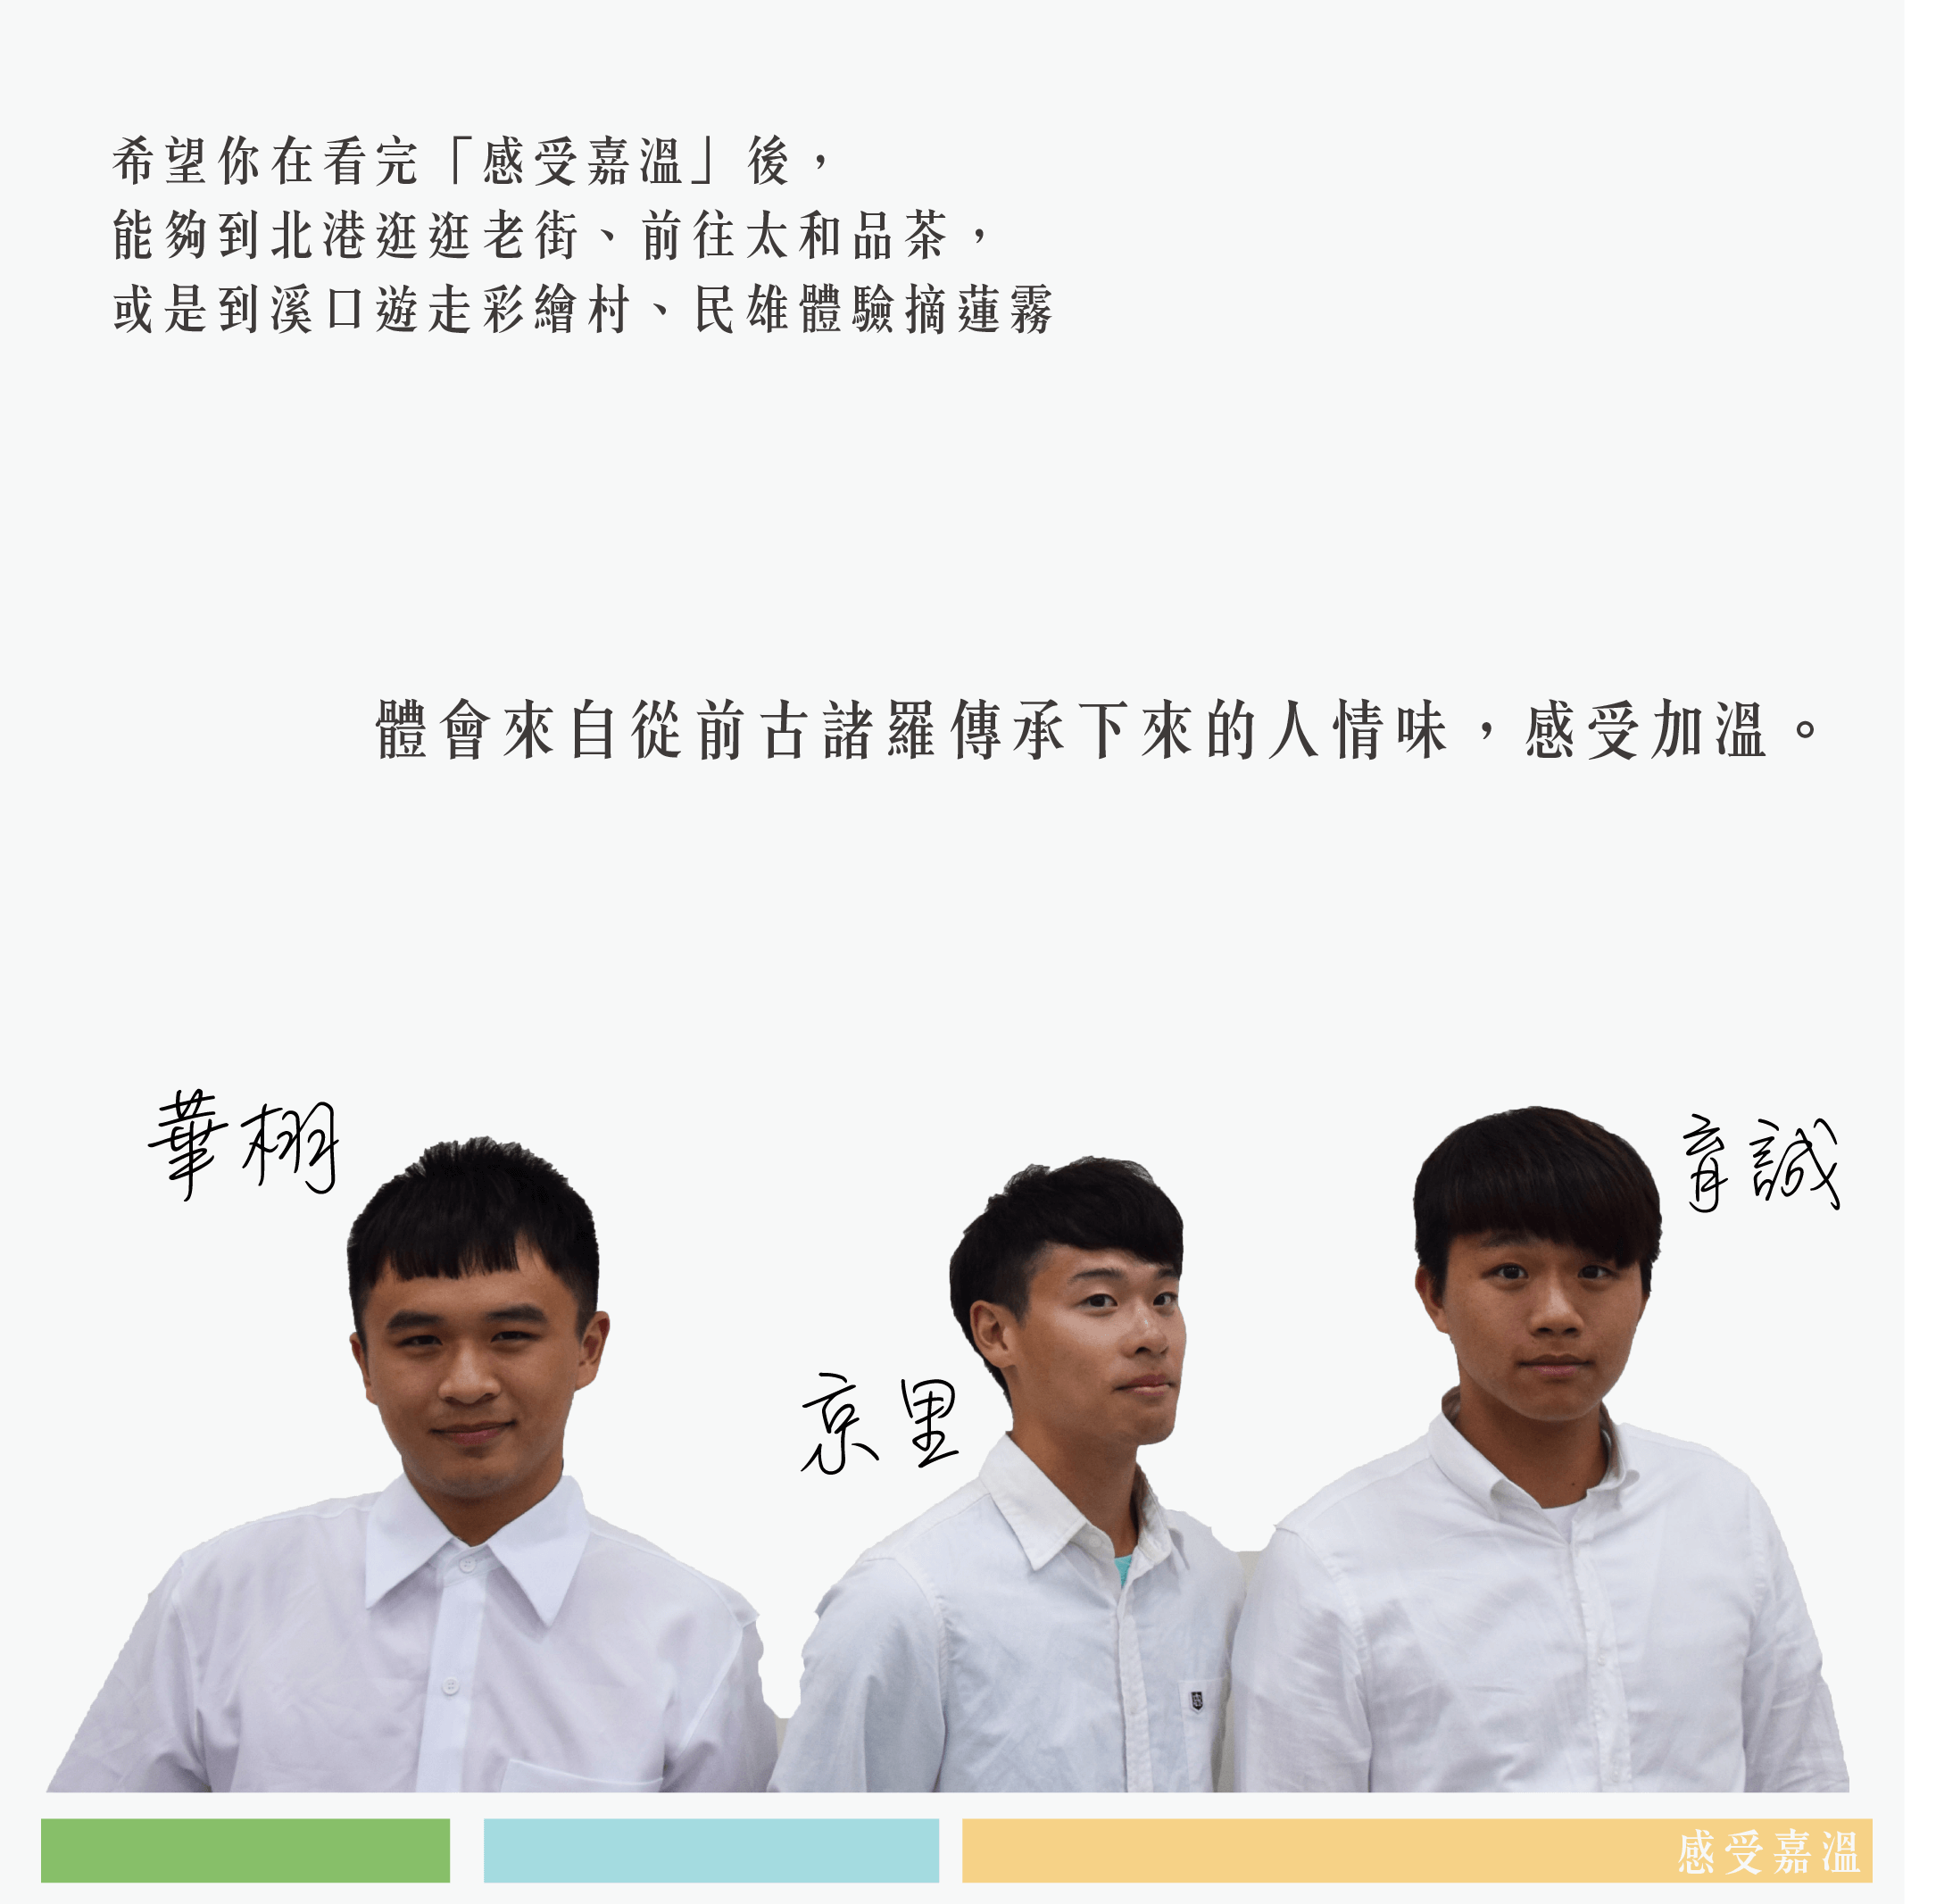 希望你在看完「感受嘉溫」後，
能夠到北港逛逛老街、前往太和品茶，
或是到溪口遊走彩繪村、民雄體驗摘蓮霧
體會來自從前古諸羅傳承下來的人情味，感受加溫。
華栩
京里
育誠
感受嘉溫